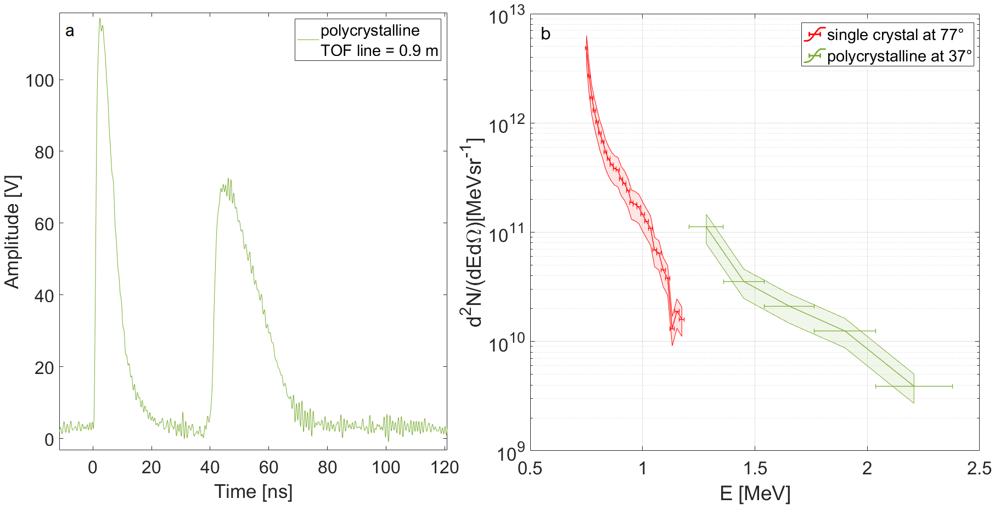 a
polycrystalline
TOF line = 0.9 m
100
80
60
40
20
0
Amplitude [V]
0 20 40 60 80 100 120
Time [ns]
b
single crystal at 77°
polycrystalline at 37°
10^13
10^12
10^11
10^10
10^9
d^2N/(dEdΩ)[MeVsr^-1]
0.5 1 1.5 2 2.5
E [MeV]